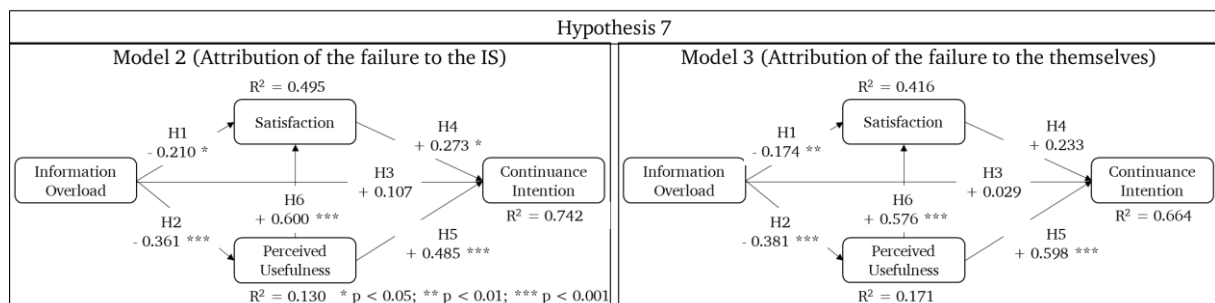 Hypothesis 7
Model 2 (Attribution of the failure to the IS)
R² = 0.495
Satisfaction
H1
- 0.210 *
H4
+ 0.273 *
Information
Overload
H3
+ 0.107
Continuance
Intention
R² = 0.742
H2
- 0.361 ***
H6
+ 0.600 ***
H5
+ 0.485 ***
Perceived
Usefulness
R² = 0.130
* p < 0.05; ** p < 0.01; *** p < 0.001
Model 3 (Attribution of the failure to the themselves)
R² = 0.416
Satisfaction
H1
- 0.174 **
H4
+ 0.233
Information
Overload
H3
+ 0.029
Continuance
Intention
R² = 0.664
H2
- 0.381 ***
H6
+ 0.576 ***
H5
+ 0.598 ***
Perceived
Usefulness
R² = 0.171